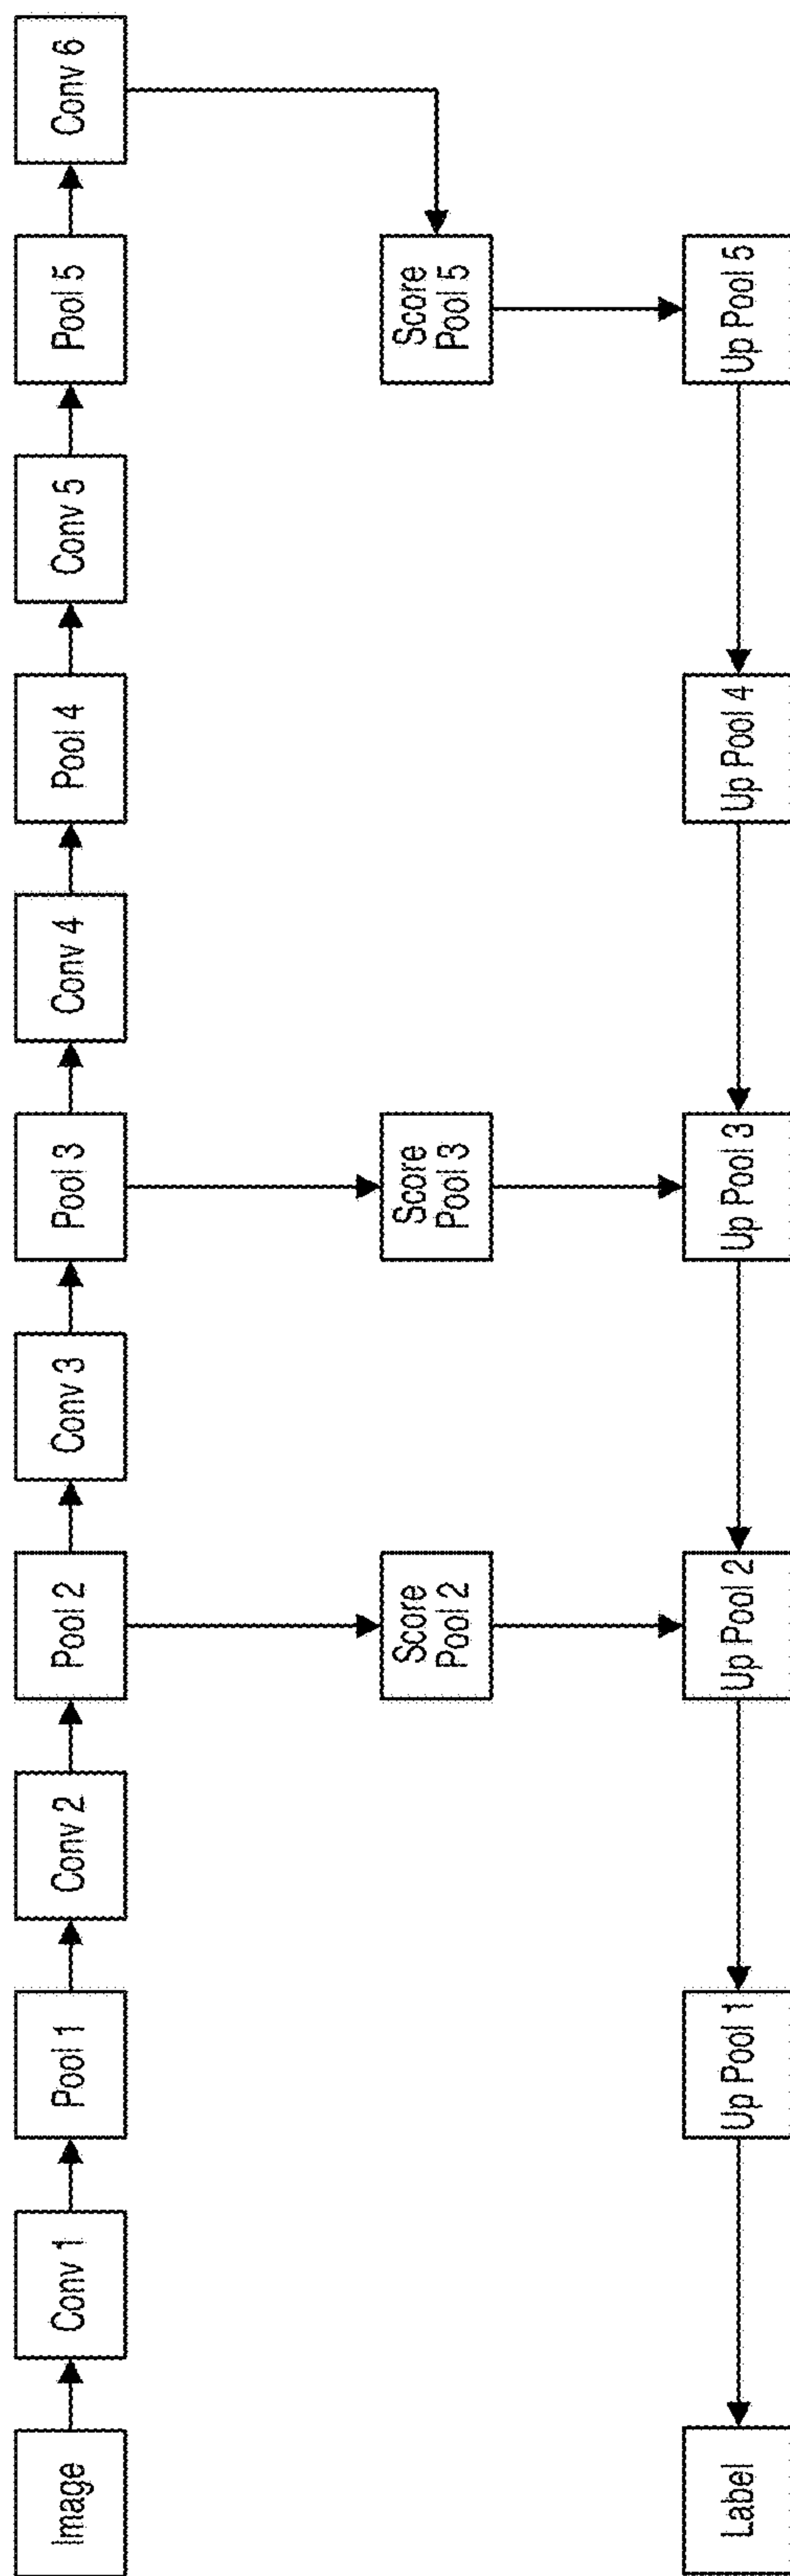 Image
Conv 1
Pool 1
Conv 2
Pool 2
Conv 3
Pool 3
Conv 4
Pool 4
Conv 5
Pool 5
Conv 6
Score
Pool 2
Score
Pool 3
Score
Pool 5
Label
Up Pool 1
Up Pool 2
Up Pool 3
Up Pool 4
Up Pool 5